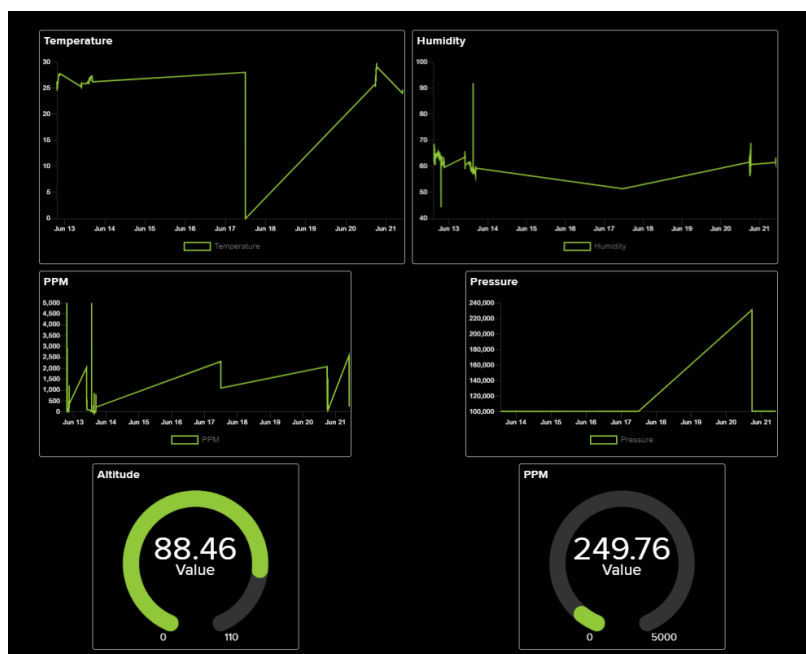 Temperature
30
25
20
15
10
5
0
Jun 13 Jun 14 Jun 15 Jun 16 Jun 17 Jun 18 Jun 19 Jun 20 Jun 21
Temperature
Humidity
100
90
80
70
60
50
40
Jun 13 Jun 14 Jun 15 Jun 16 Jun 17 Jun 18 Jun 19 Jun 20 Jun 21
Humidity
PPM
5,000
4,500
4,000
3,500
3,000
2,500
2,000
1,500
1,000
500
0
Jun 13 Jun 14 Jun 15 Jun 16 Jun 17 Jun 18 Jun 19 Jun 20 Jun 21
PPM
Pressure
240,000
220,000
200,000
180,000
160,000
140,000
120,000
100,000
Jun 14 Jun 15 Jun 16 Jun 17 Jun 18 Jun 19 Jun 20 Jun 21
Pressure
Altitude
88.46
Value
0 110
PPM
249.76
Value
0 5000